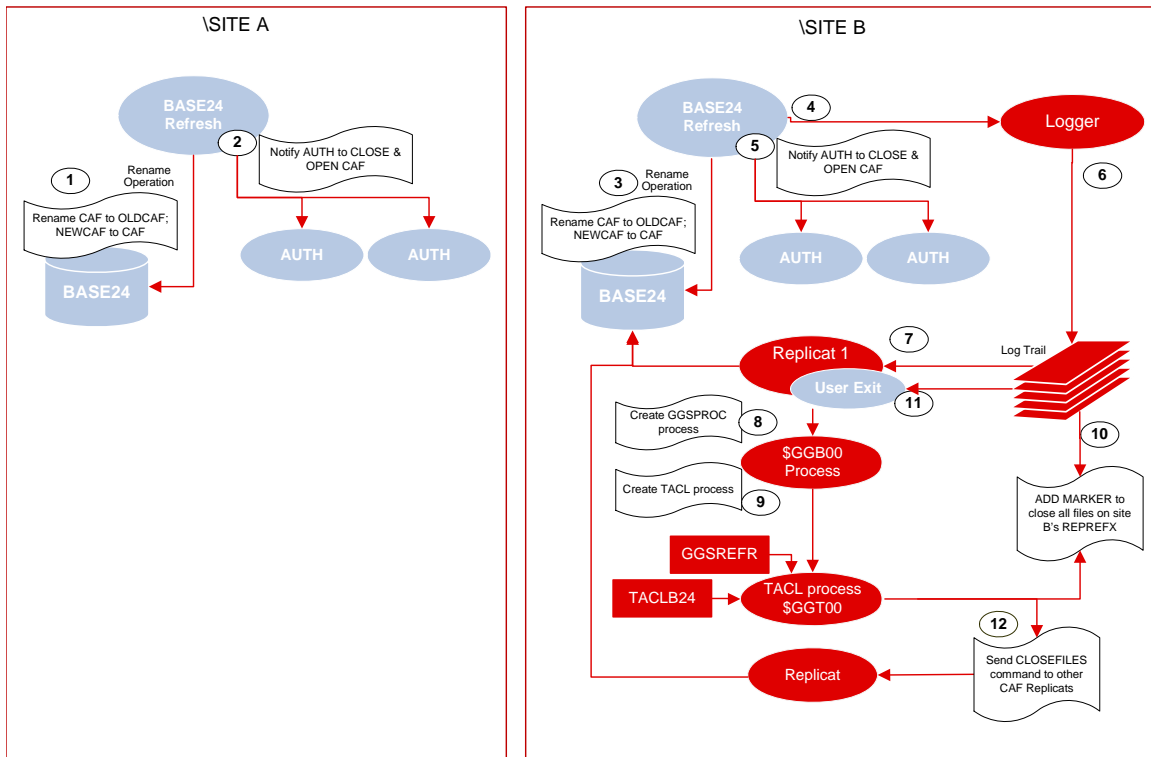 \SITE A
BASE24
Refresh
2
Notify AUTH to CLOSE &
OPEN CAF
1
Rename
Operation
Rename CAF to OLDCAF;
NEWCAF to CAF
AUTH
AUTH
BASE24
\SITE B
BASE24
Refresh
4
Logger
5
Notify AUTH to CLOSE &
OPEN CAF
3
Rename
Operation
6
Rename CAF to OLDCAF;
NEWCAF to CAF
AUTH
AUTH
BASE24
7
Replicat 1
Log Trail
User Exit
11
Create GGSPROC
process
8
10
$GGB00
Process
Create TACL process
9
ADD MARKER to
close all files on site
B's REPREFX
GGSREFR
TACLB24
TACL process
$GGT00
12
Send CLOSEFILES
command to other
CAF Replicats
Replicat